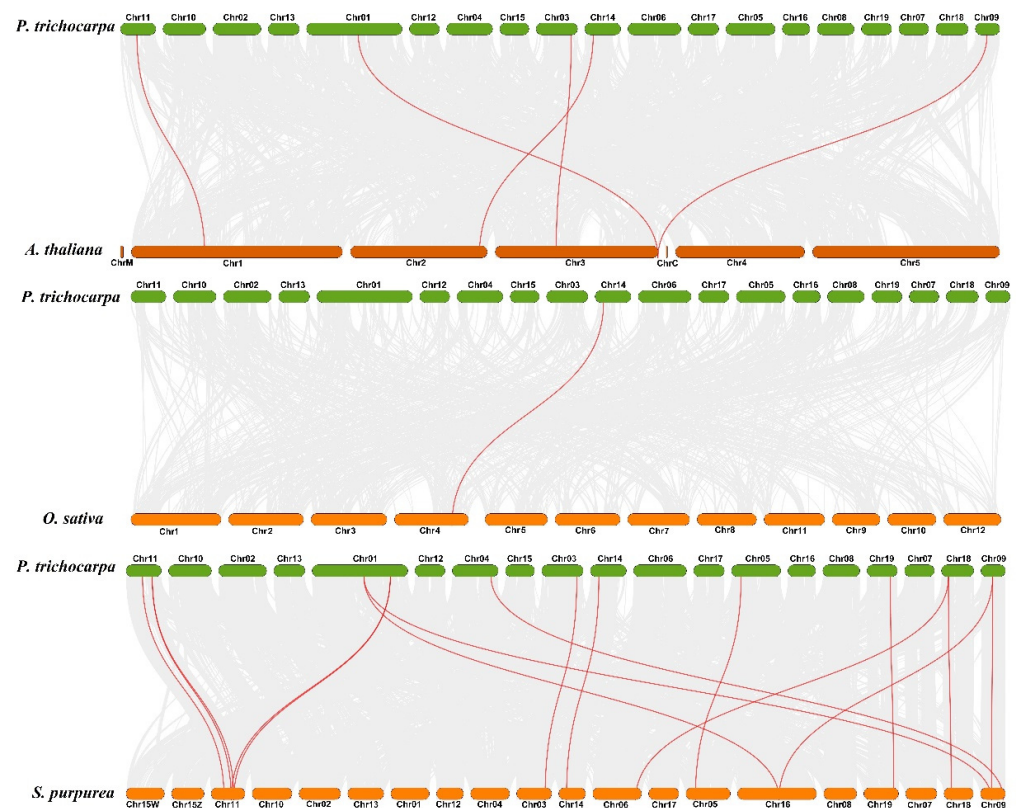 Chr11 Chr10 Chr02 Chr13 Chr01 Chr12 Chr04 Chr15 Chr03 Chr14 Chr06 Chr17 Chr05 Chr16 Chr08 Chr19 Chr07 Chr18 Chr09
P. trichocarpa
A. thaliana
ChrM Chr1 Chr2 Chr3 ChrC Chr4 Chr5
Chr11 Chr10 Chr02 Chr13 Chr01 Chr12 Chr04 Chr15 Chr03 Chr14 Chr06 Chr17 Chr05 Chr16 Chr08 Chr19 Chr07 Chr18 Chr09
P. trichocarpa
O. sativa
Chr1 Chr2 Chr3 Chr4 Chr5 Chr6 Chr7 Chr8 Chr11 Chr9 Chr10 Chr12
Chr11 Chr10 Chr02 Chr13 Chr01 Chr12 Chr04 Chr15 Chr03 Chr14 Chr06 Chr17 Chr05 Chr16 Chr08 Chr19 Chr07 Chr18 Chr09
P. trichocarpa
S. purpurea
Chr15W Chr15Z Chr11 Chr10 Chr02 Chr13 Chr01 Chr12 Chr04 Chr03 Chr14 Chr06 Chr17 Chr05 Chr16 Chr08 Chr19 Chr07 Chr18 Chr09